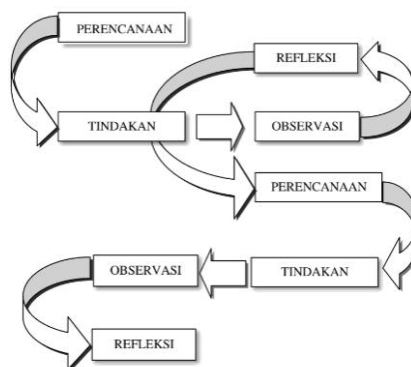 PERENCANAAN
TINDAKAN
OBSERVASI
REFLEKSI
PERENCANAAN
TINDAKAN
OBSERVASI
REFLEKSI